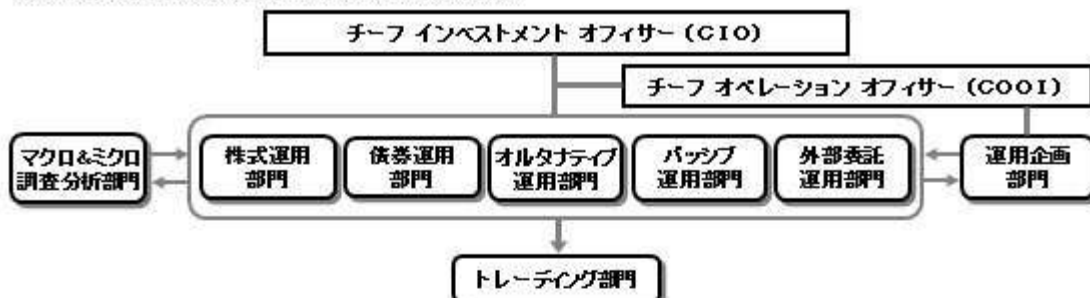 チーフ インベストメント オフィサー (CIO)
チーフ オペレーション オフィサー (COOI)
マクロ&ミクロ
調査分析部門
株式運用
部門
債券運用
部門
オルタナティブ
運用部門
パッシブ
運用部門
外部委託
運用部門
運用企画
部門
トレーディング部門